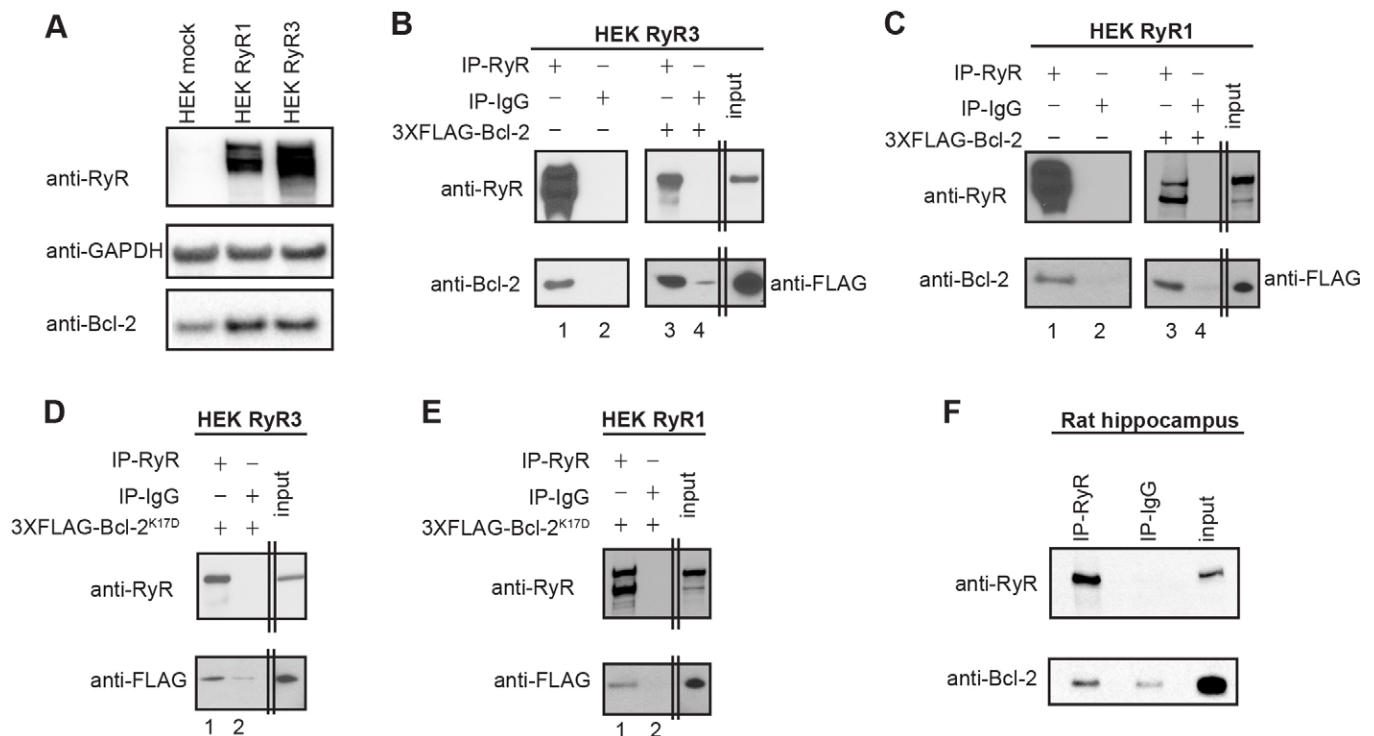 A
HEK mock
HEK RyR1
HEK RyR3
anti-RyR
anti-GAPDH
anti-Bcl-2
B
HEK RyR3
IP-RyR + − + −
IP-IgG − + − +
3XFLAG-Bcl-2 − − + +
input
anti-RyR
anti-Bcl-2 anti-FLAG
1 2 3 4
C
HEK RyR1
IP-RyR + − + −
IP-IgG − + − +
3XFLAG-Bcl-2 − − + +
input
anti-RyR
anti-Bcl-2 anti-FLAG
1 2 3 4
D
HEK RyR3
IP-RyR + −
IP-IgG − +
3XFLAG-Bcl-2K17D + +
input
anti-RyR
anti-FLAG
1 2
E
HEK RyR1
IP-RyR + −
IP-IgG − +
3XFLAG-Bcl-2K17D + +
input
anti-RyR
anti-FLAG
1 2
F
Rat hippocampus
IP-RyR
IP-IgG
input
anti-RyR
anti-Bcl-2